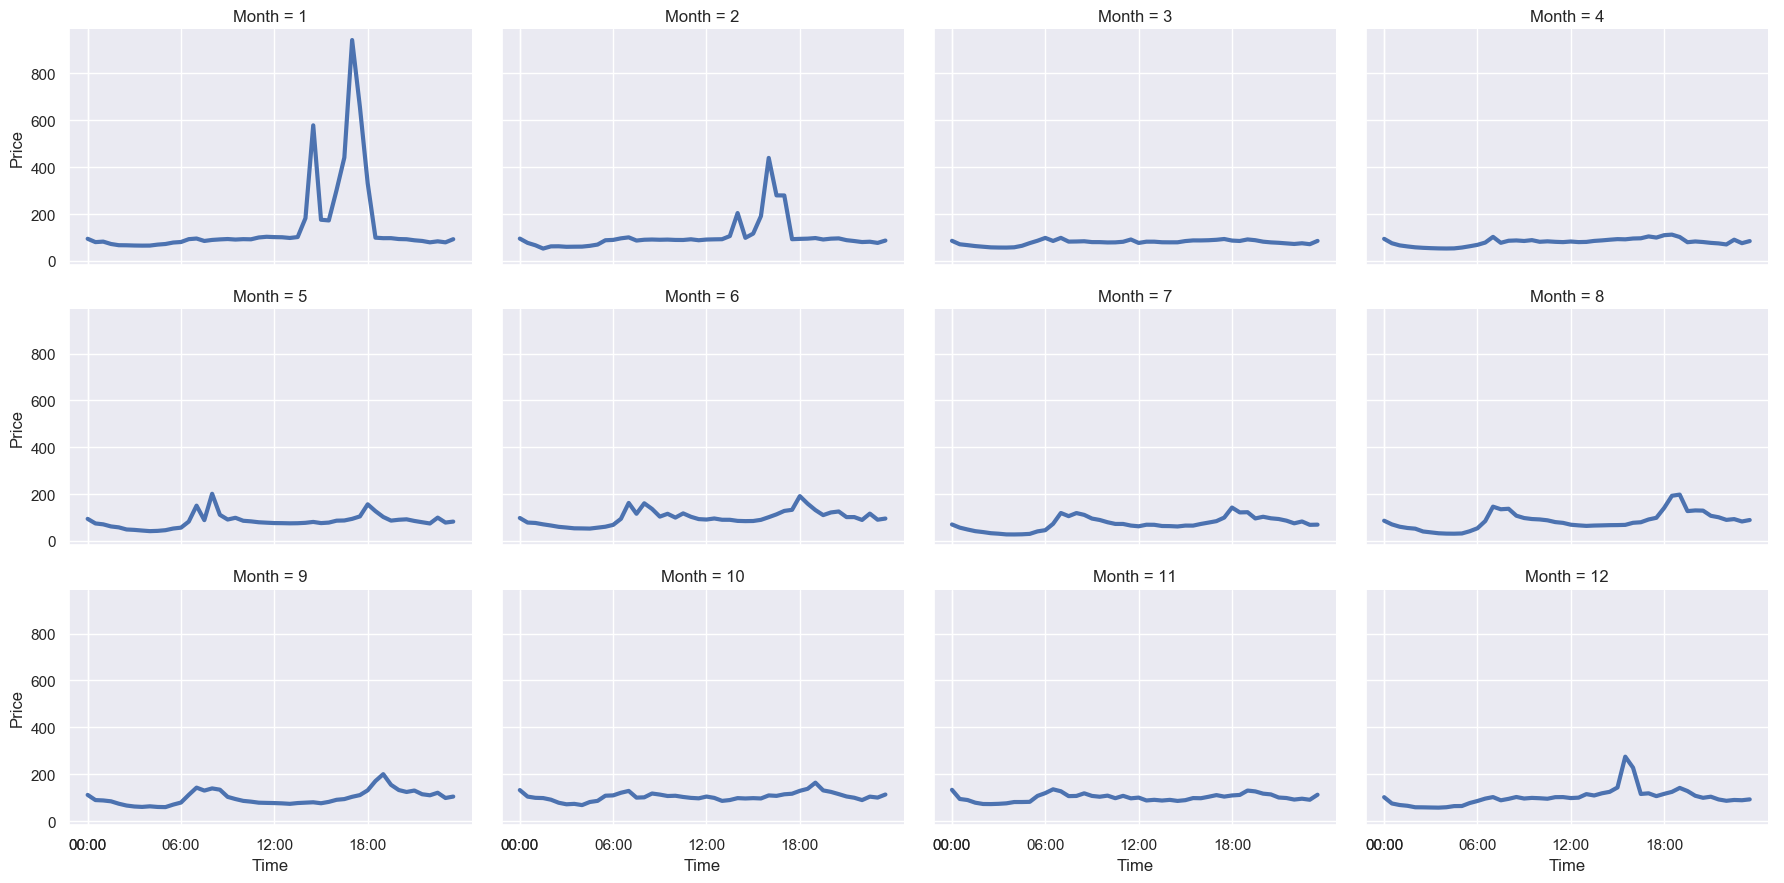 Month = 1
Month = 2
Month = 3
Month = 4
800
600
400
200
0
Price
Month = 5
Month = 6
Month = 7
Month = 8
800
600
400
200
0
Price
Month = 9
Month = 10
Month = 11
Month = 12
800
600
400
200
0
Price
00:00 06:00 12:00 18:00
00:00 06:00 12:00 18:00
00:00 06:00 12:00 18:00
00:00 06:00 12:00 18:00
Time
Time
Time
Time